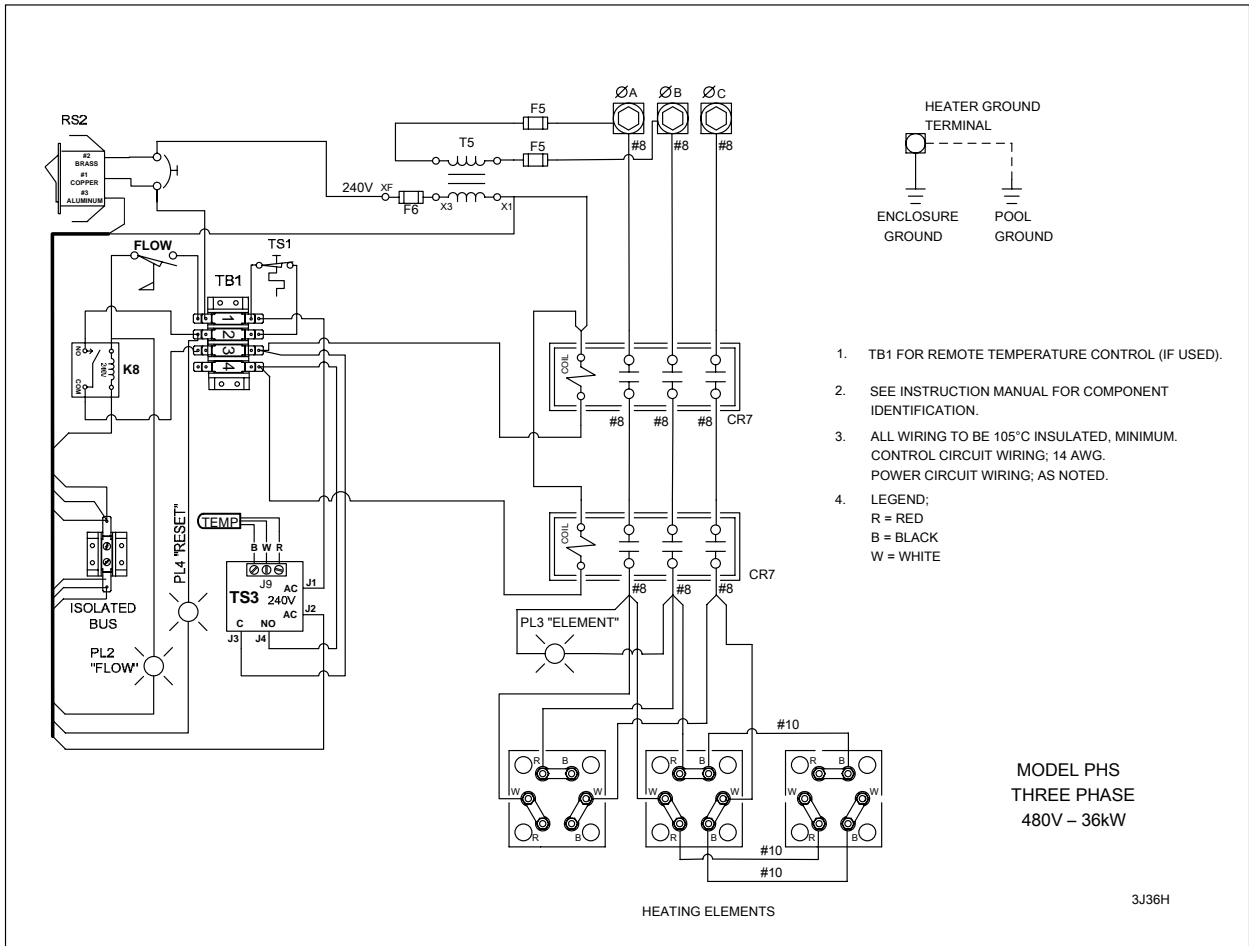 RS2
#2
BRASS
#1
COPPER
#3
ALUMINUM
F5
T5
F5
240V
XF
F6
X3
X1
ØA
ØB
ØC
#8
#8
#8
HEATER GROUND
TERMINAL
ENCLOSURE
GROUND
POOL
GROUND
FLOW
TS1
TB1
1
2
3
4
NO
COM
240V
K8
COIL
#8
#8
#8
CR7
COIL
#8
#8
CR7
ISOLATED
BUS
PL4 "RESET"
PL2
"FLOW"
TEMP
B W R
J9
TS3
240V
AC
J1
AC
J2
C
NO
J3
J4
PL3 "ELEMENT"
1. TB1 FOR REMOTE TEMPERATURE CONTROL (IF USED).
2. SEE INSTRUCTION MANUAL FOR COMPONENT
IDENTIFICATION.
3. ALL WIRING TO BE 105°C INSULATED, MINIMUM.
CONTROL CIRCUIT WIRING; 14 AWG.
POWER CIRCUIT WIRING; AS NOTED.
4. LEGEND;
R = RED
B = BLACK
W = WHITE
#10
R B
W W
R B
R B
W W
R B
R B
W W
R B
#10
#10
HEATING ELEMENTS
MODEL PHS
THREE PHASE
480V – 36kW
3J36H